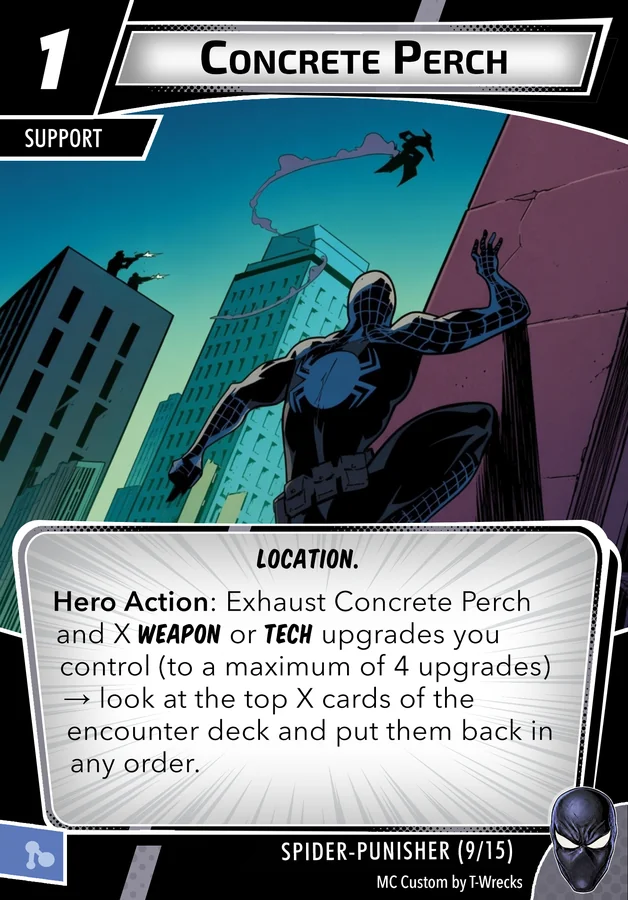 1
CONCRETE PERCH
SUPPORT
LOCATION.
Hero Action: Exhaust Concrete Perch
and X WEAPON or TECH upgrades you
control (to a maximum of 4 upgrades)
→ look at the top X cards of the
encounter deck and put them back in
any order.
SPIDER-PUNISHER (9/15)
MC Custom by T-Wrecks